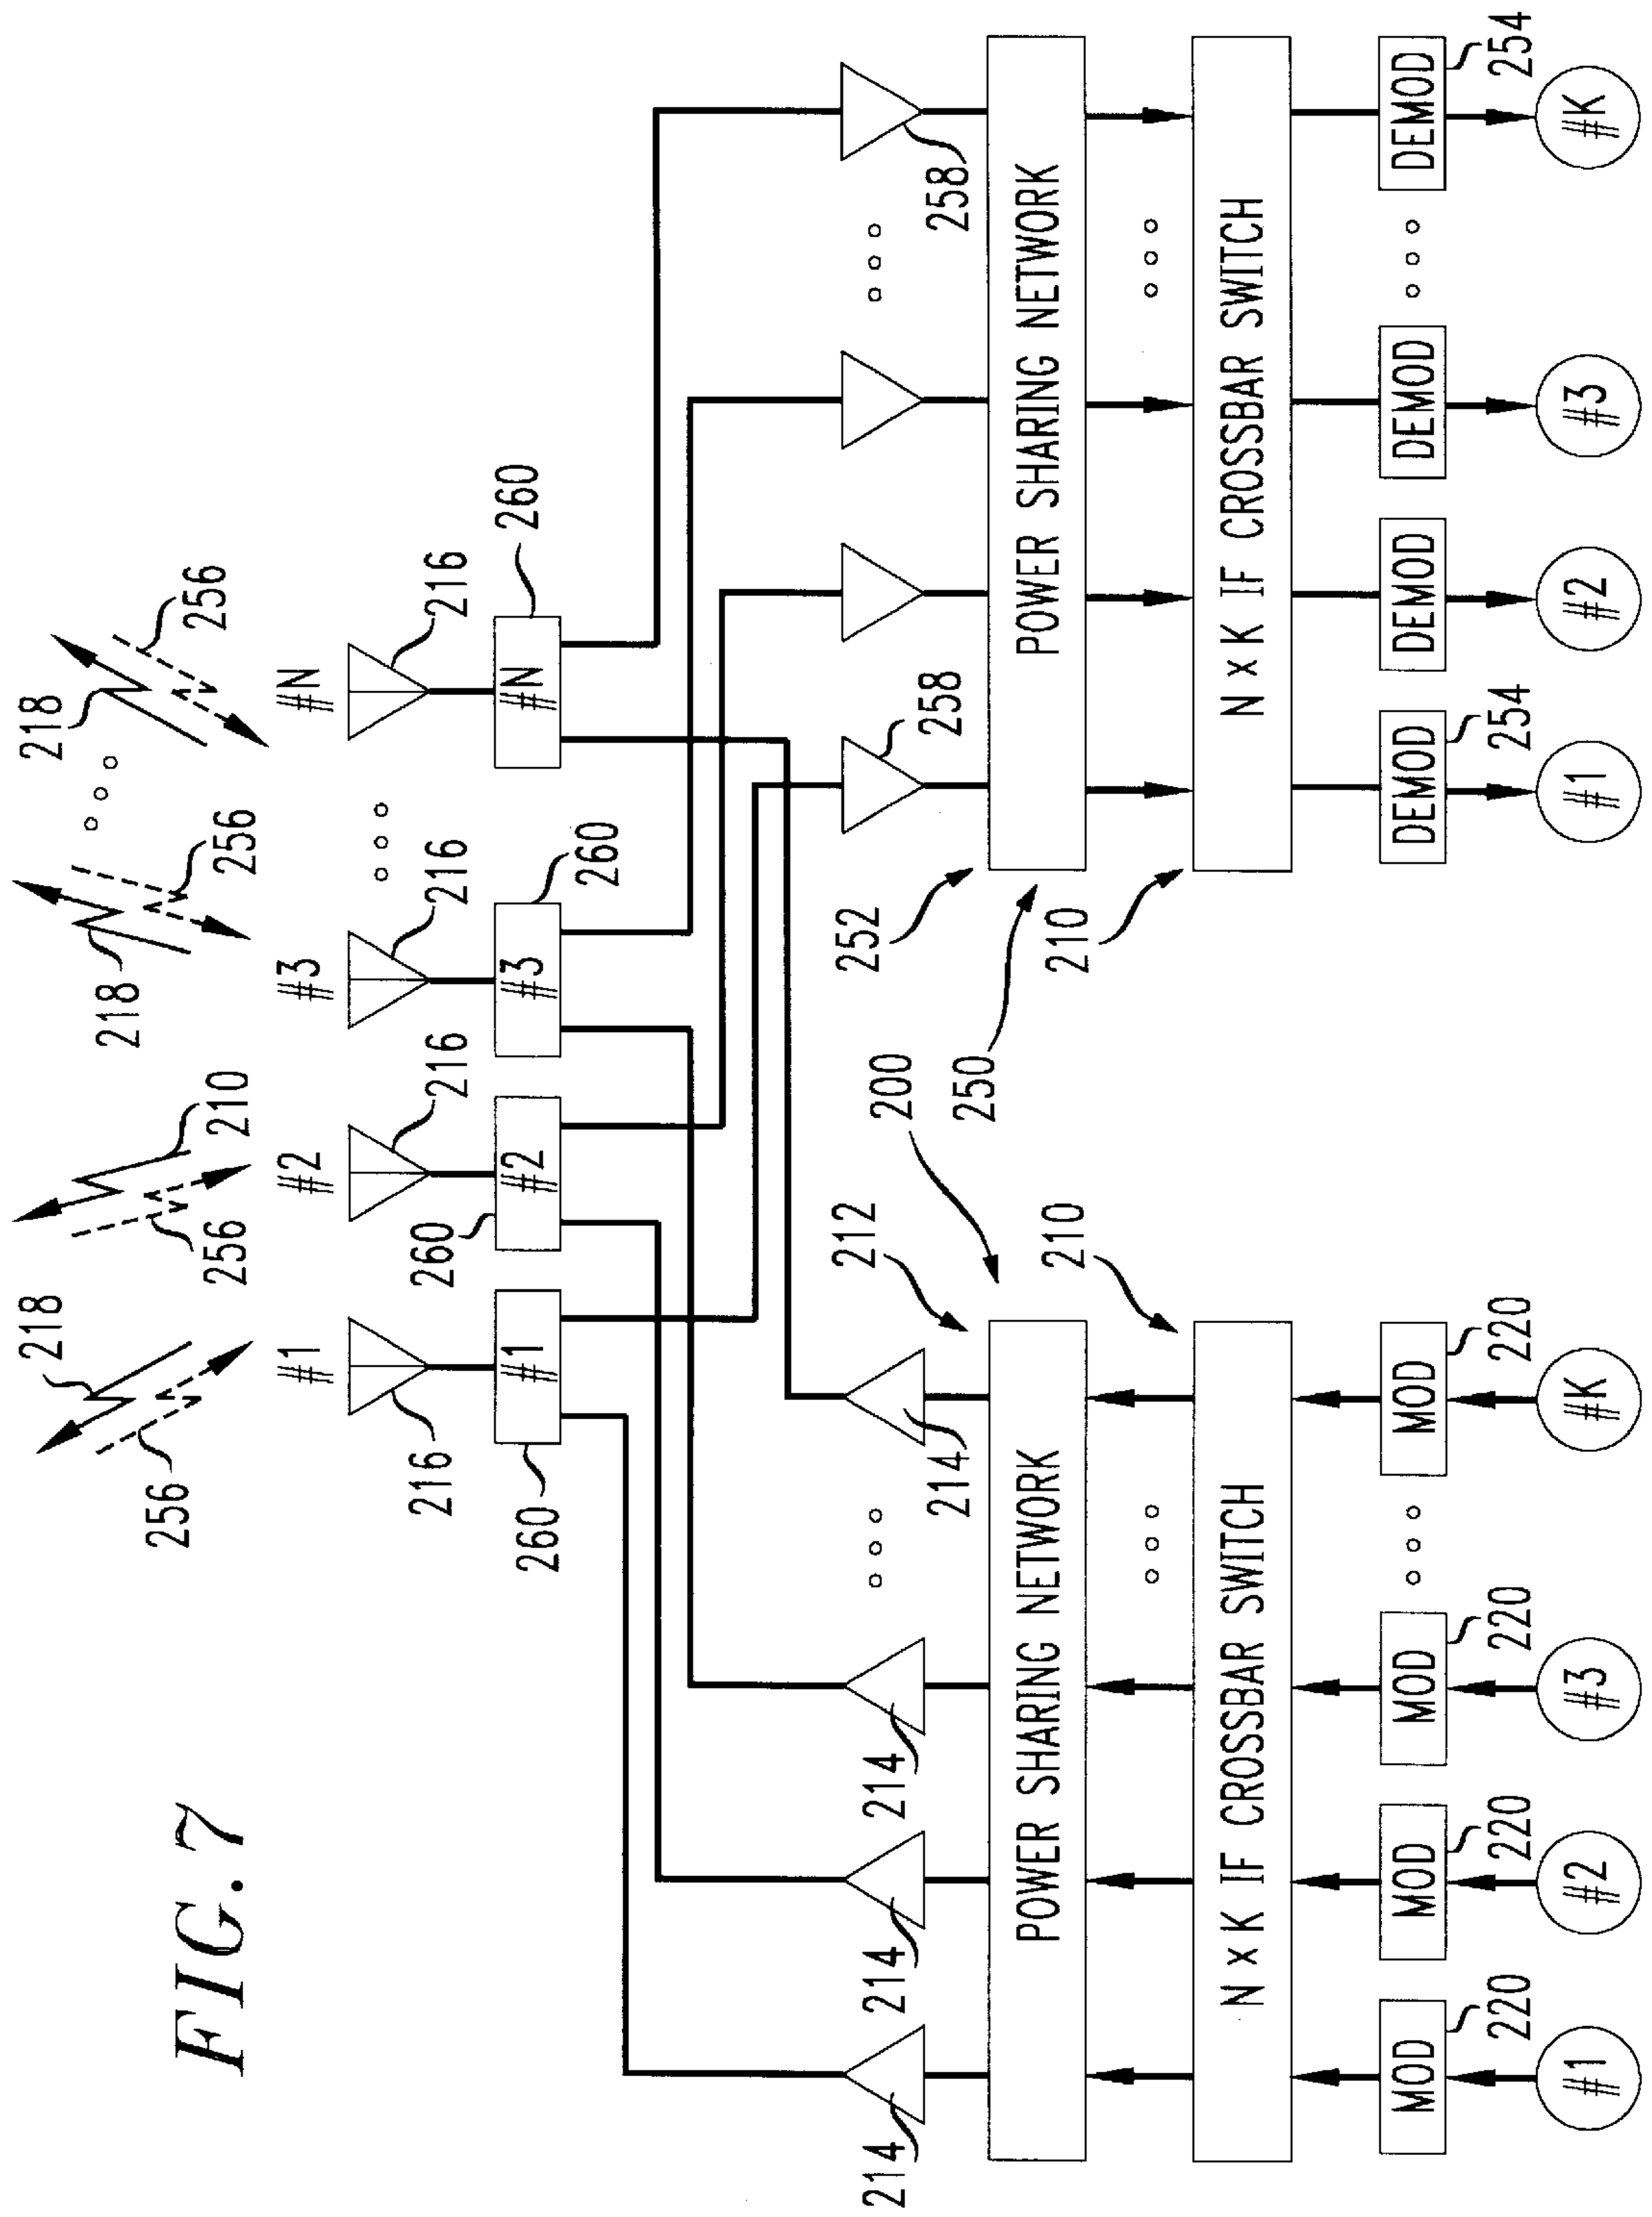 218 218
218
256
FIG. 7
256 210 256 256
#1 #2 #3 #N
216 260 216 216 216
260 #1 #2 #3 #N 260
260
214 214 214 212 252
200
214 258 258
250
POWER SHARING NETWORK POWER SHARING NETWORK
210 210
N x K IF CROSSBAR SWITCH N x K IF CROSSBAR SWITCH
MOD MOD MOD MOD DEMOD DEMOD DEMOD DEMOD
220 220 220 220 254 254
#1 #2 #3 #K #1 #2 #3 #K